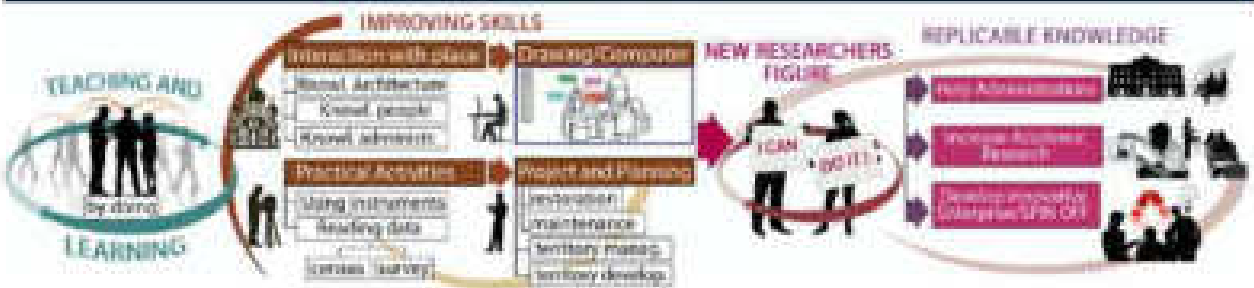 IMPROVING SKILLS
REPLICABLE KNOWLEDGE
TEACHING AND
by doing
LEARNING
Interaction with place
Knowl. Architecture
Knowl. people
Knowl. administr.
Drawing/Computer
Practical Activities
Using instruments
Reading data
census
survey
Project and Planning
restoration
maintenance
territory manag.
territory develop.
NEW RESEARCHERS
FIGURE
I CAN
DO IT!
Help Administrations
Increase Academic
Research
Develop innovative
Enterprise/SPIN OFF